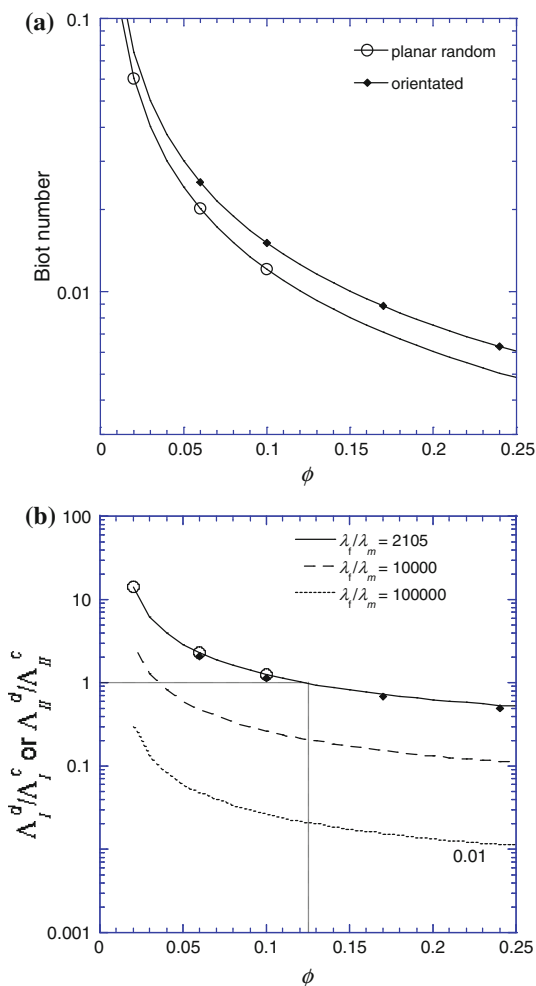 (a)
0.1
planar random
orientated
Biot number
0.01
0 0.05 0.1 0.15 0.2 0.25
ϕ
(b)
100
λf/λm = 2105
λf/λm = 10000
λf/λm = 100000
10
1
0.1
0.01
0.01
0.001
Λ_I^d/Λ_I^c or Λ_II^d/Λ_II^c
0 0.05 0.1 0.15 0.2 0.25
ϕ